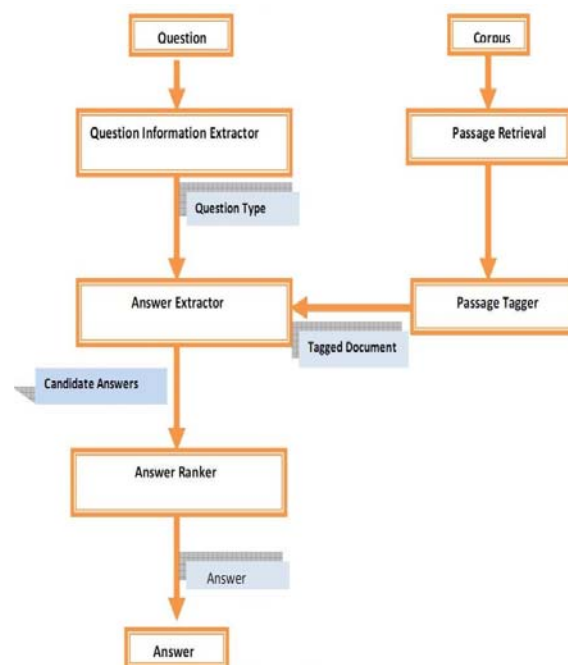 Question
Corpus
Question Information Extractor
Passage Retrieval
Question Type
Answer Extractor
Passage Tagger
Tagged Document
Candidate Answers
Answer Ranker
Answer
Answer